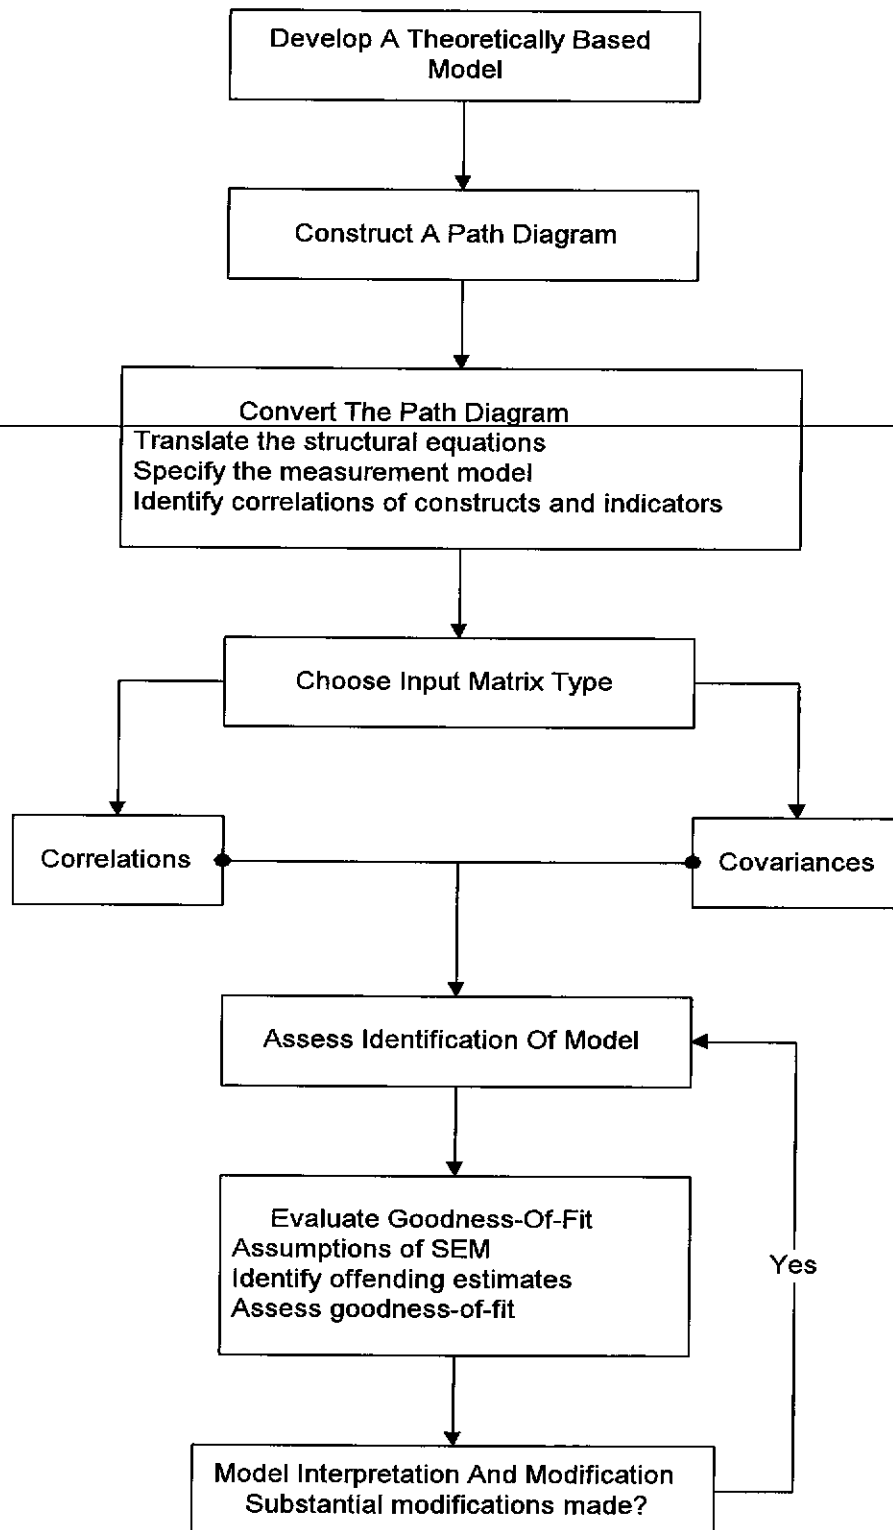 Develop A Theoretically Based
Model
Construct A Path Diagram
Convert The Path Diagram
Translate the structural equations
Specify the measurement model
Identify correlations of constructs and indicators
Choose Input Matrix Type
Correlations
Covariances
Assess Identification Of Model
Evaluate Goodness-Of-Fit
Assumptions of SEM
Identify offending estimates
Assess goodness-of-fit
Yes
Model Interpretation And Modification
Substantial modifications made?